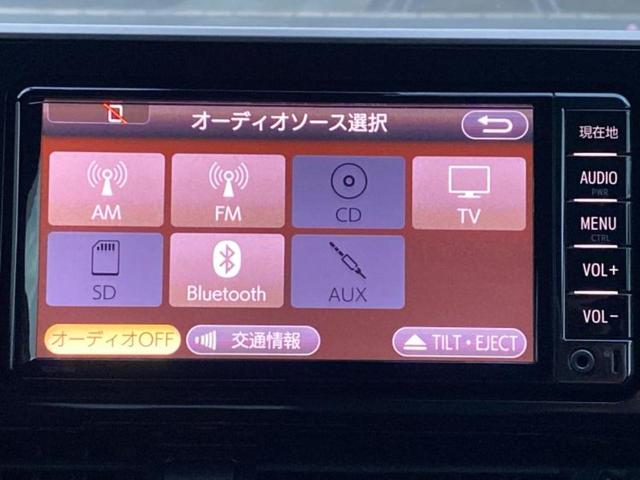 オーディオソース選択
現在地
AM
FM
CD
TV
AUDIO
PWR
SD
Bluetooth
AUX
MENU
CTRL
VOL+
オーディオOFF
交通情報
TILT・EJECT
VOL-